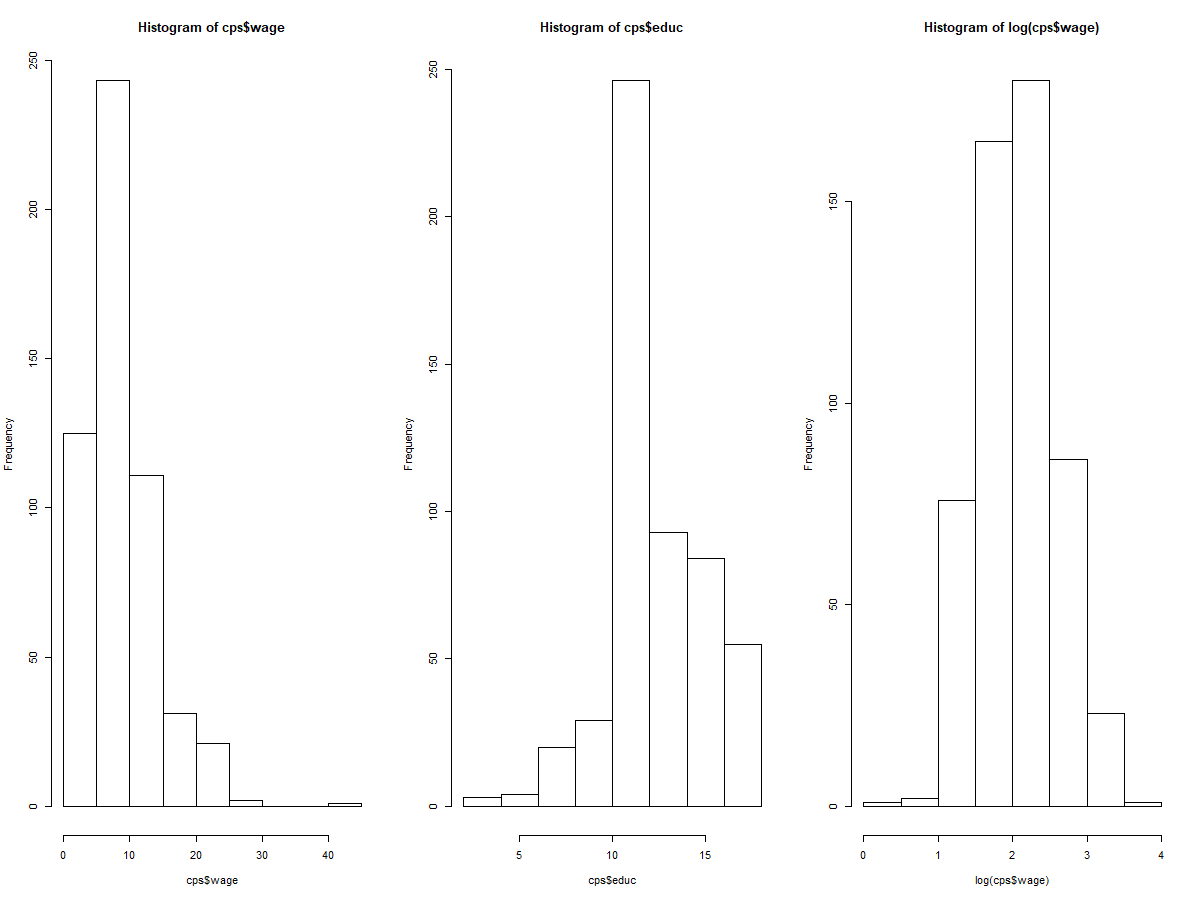 Histogram of cps$wage
Frequency
0 50 100 150 200 250
0 10 20 30 40
cps$wage
Histogram of cps$educ
Frequency
0 50 100 150 200 250
5 10 15
cps$educ
Histogram of log(cps$wage)
Frequency
0 50 100 150
0 1 2 3 4
log(cps$wage)